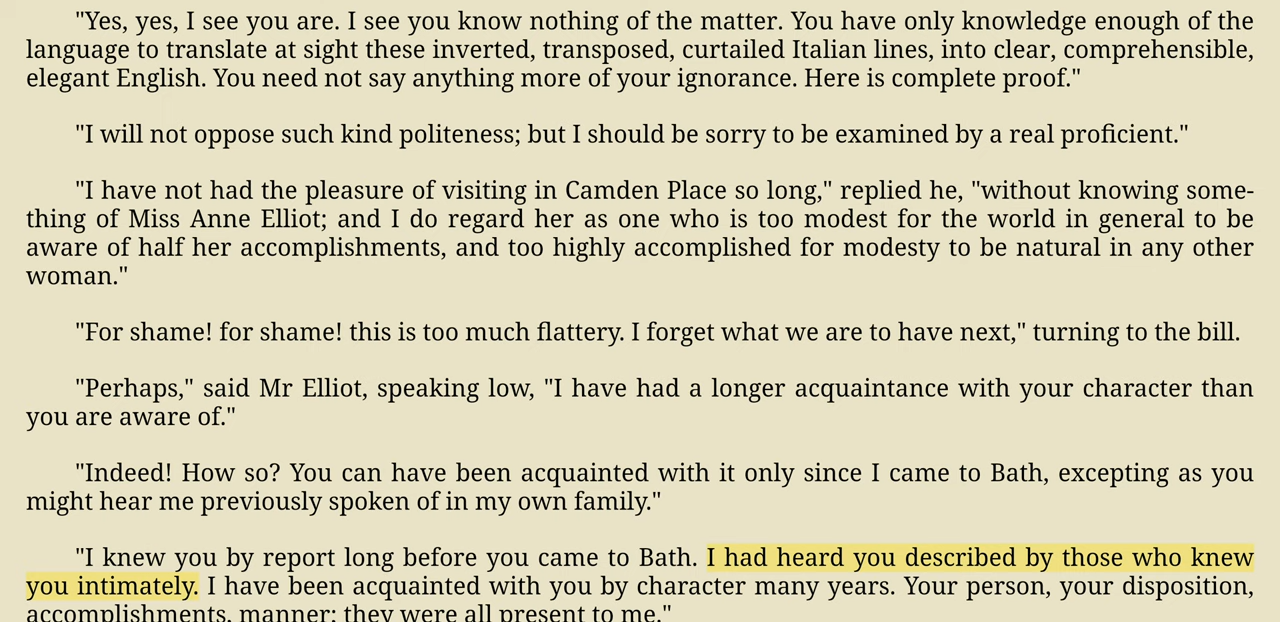 "Yes, yes, I see you are. I see you know nothing of the matter. You have only knowledge enough of the
language to translate at sight these inverted, transposed, curtailed Italian lines, into clear, comprehensible,
elegant English. You need not say anything more of your ignorance. Here is complete proof."
"I will not oppose such kind politeness; but I should be sorry to be examined by a real proficient."
"I have not had the pleasure of visiting in Camden Place so long," replied he, "without knowing some-
thing of Miss Anne Elliot; and I do regard her as one who is too modest for the world in general to be
aware of half her accomplishments, and too highly accomplished for modesty to be natural in any other
woman."
"For shame! for shame! this is too much flattery. I forget what we are to have next," turning to the bill.
"Perhaps," said Mr Elliot, speaking low, "I have had a longer acquaintance with your character than
you are aware of."
"Indeed! How so? You can have been acquainted with it only since I came to Bath, excepting as you
might hear me previously spoken of in my own family."
"I knew you by report long before you came to Bath. I had heard you described by those who knew
you intimately. I have been acquainted with you by character many years. Your person, your disposition,
accomplishments, manner; they were all present to me."